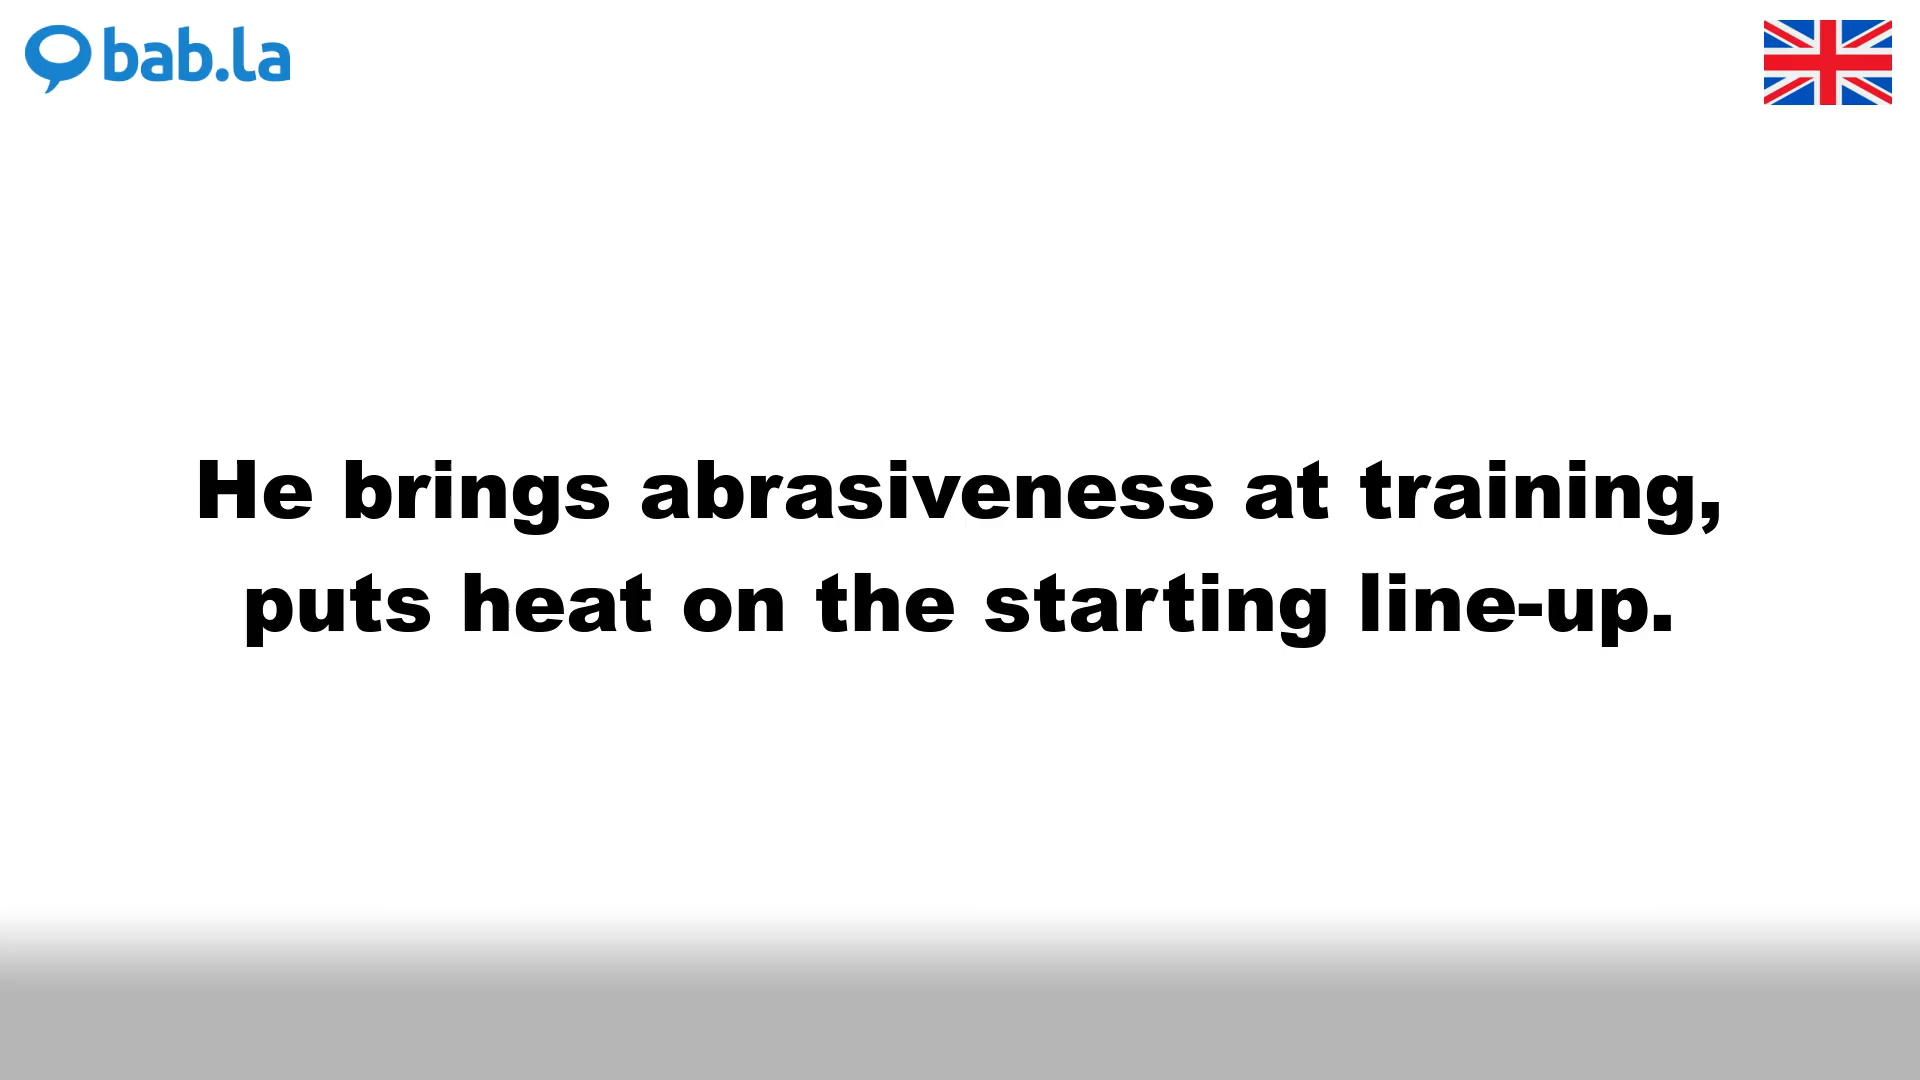 bab.la
He brings abrasiveness at training,
puts heat on the starting line-up.